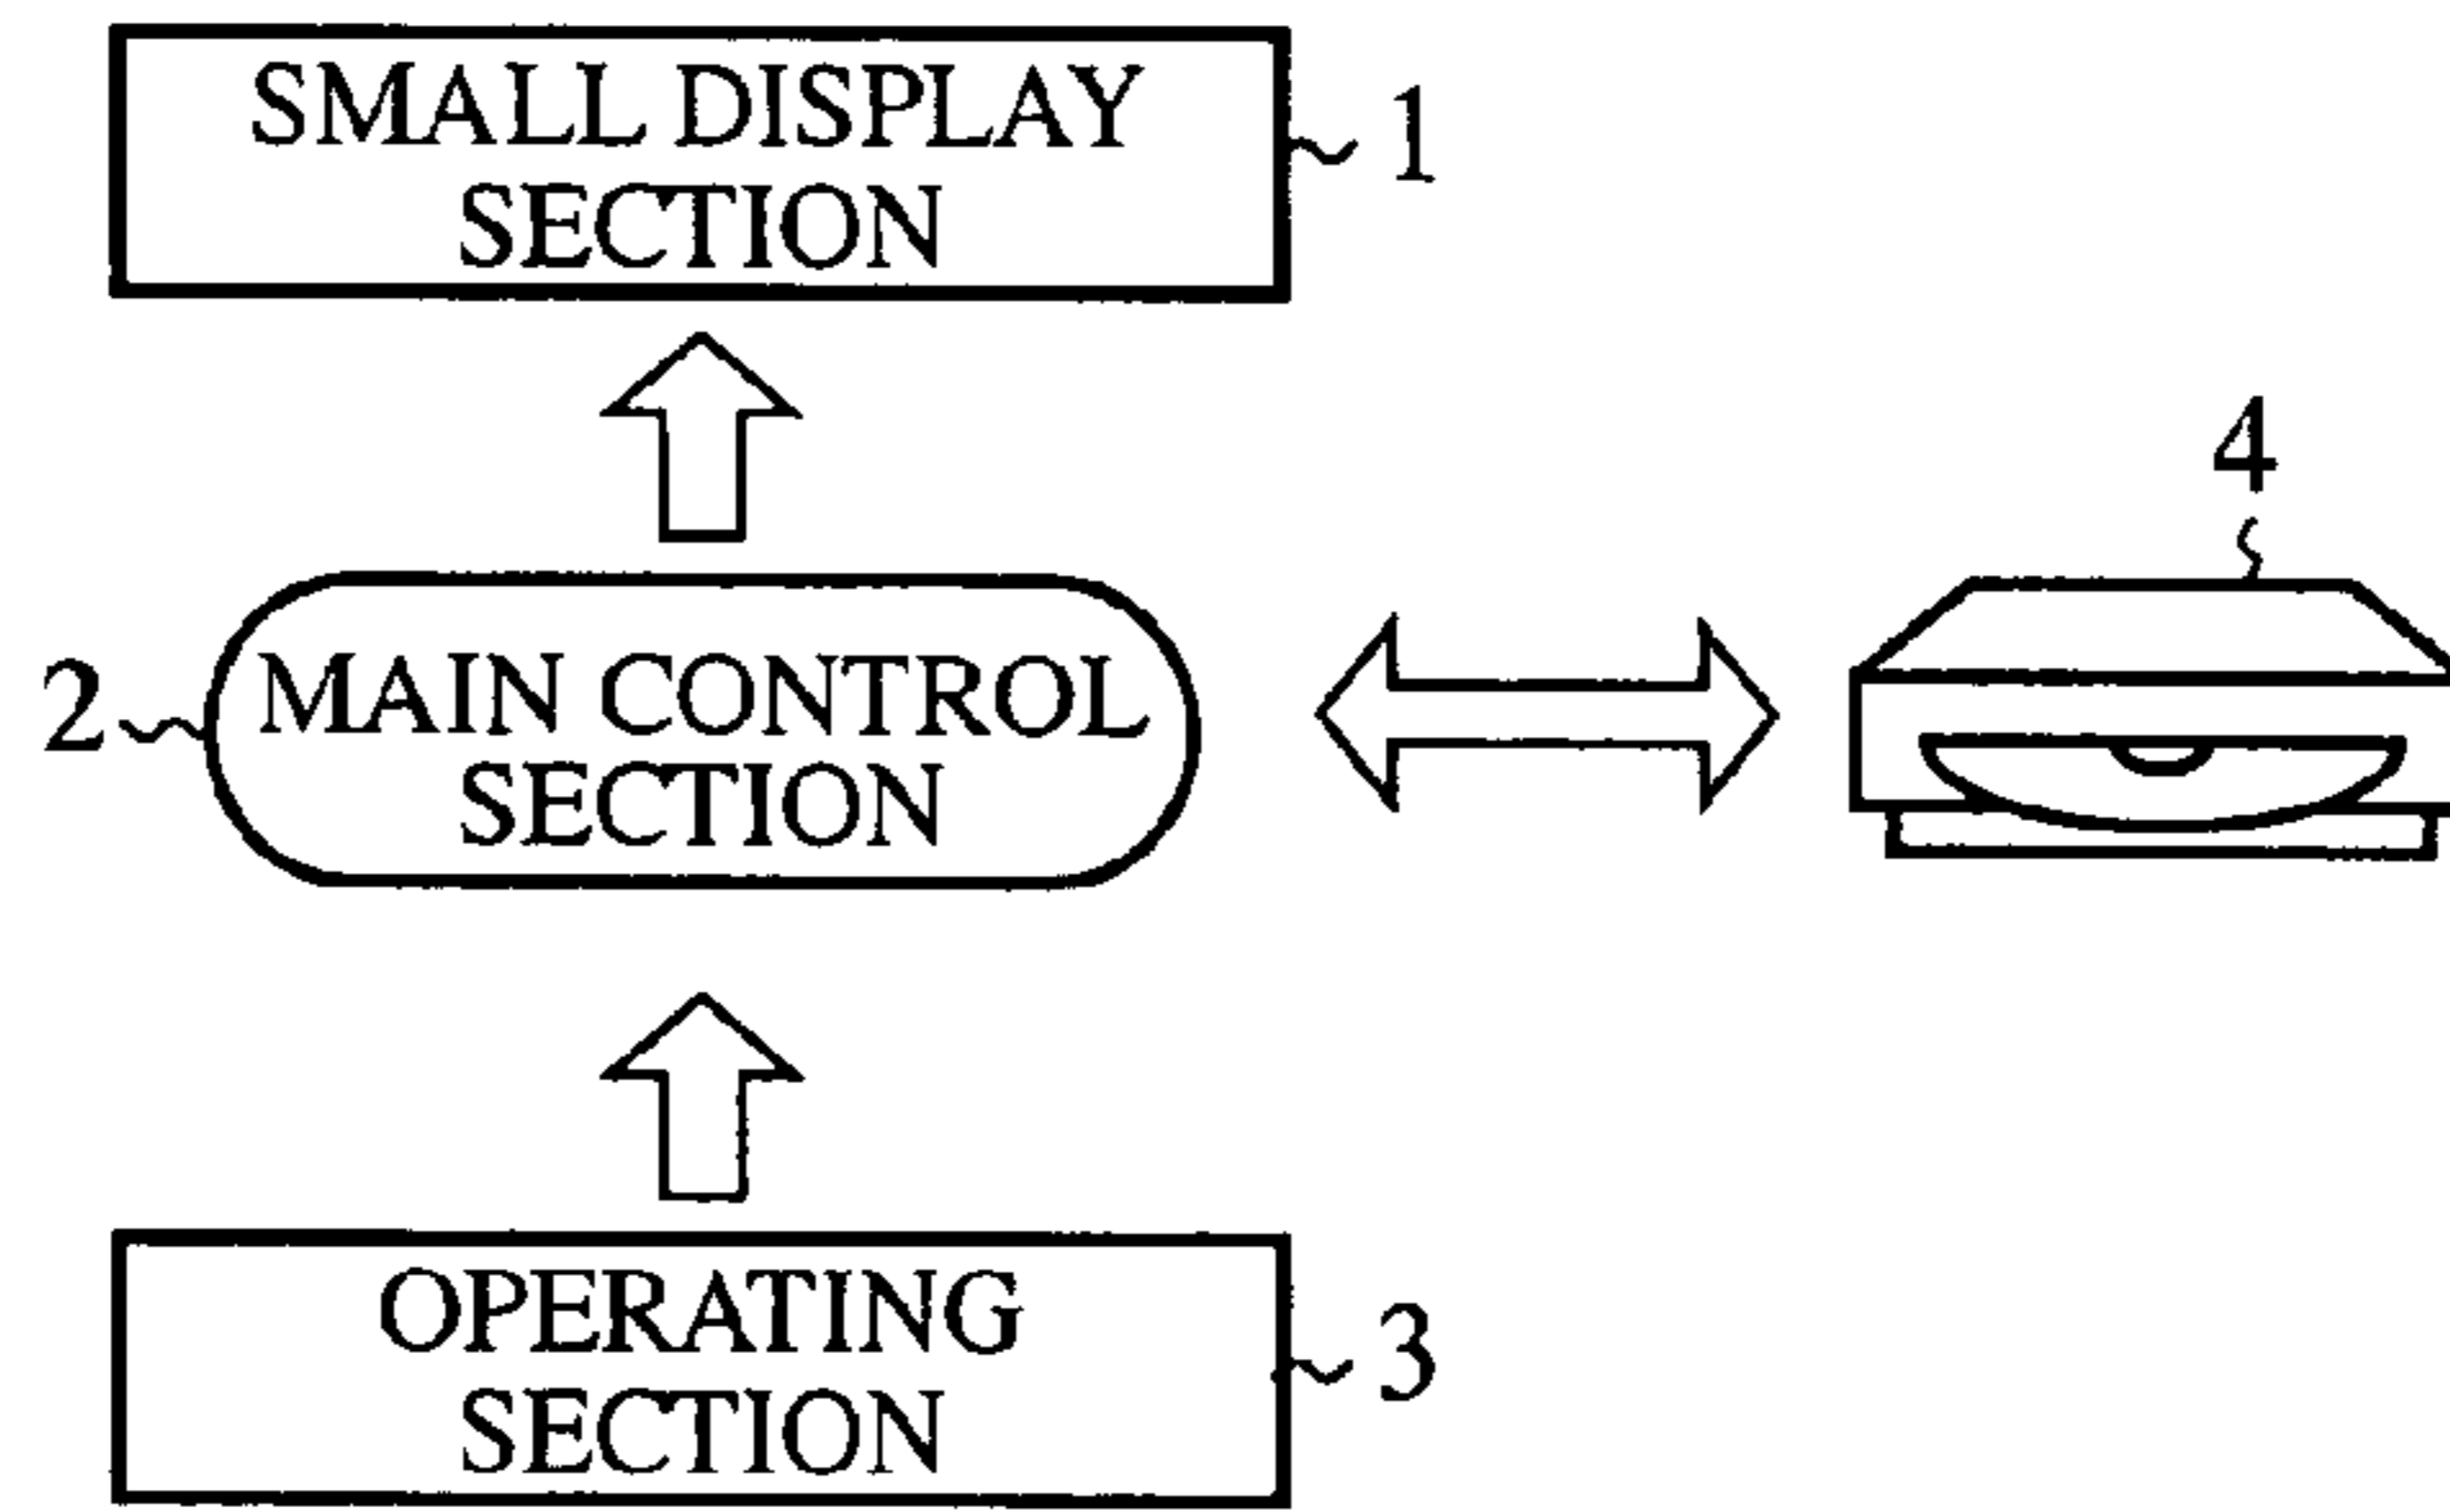 SMALL DISPLAY
SECTION
1
4
2
MAIN CONTROL
SECTION
OPERATING
SECTION
3